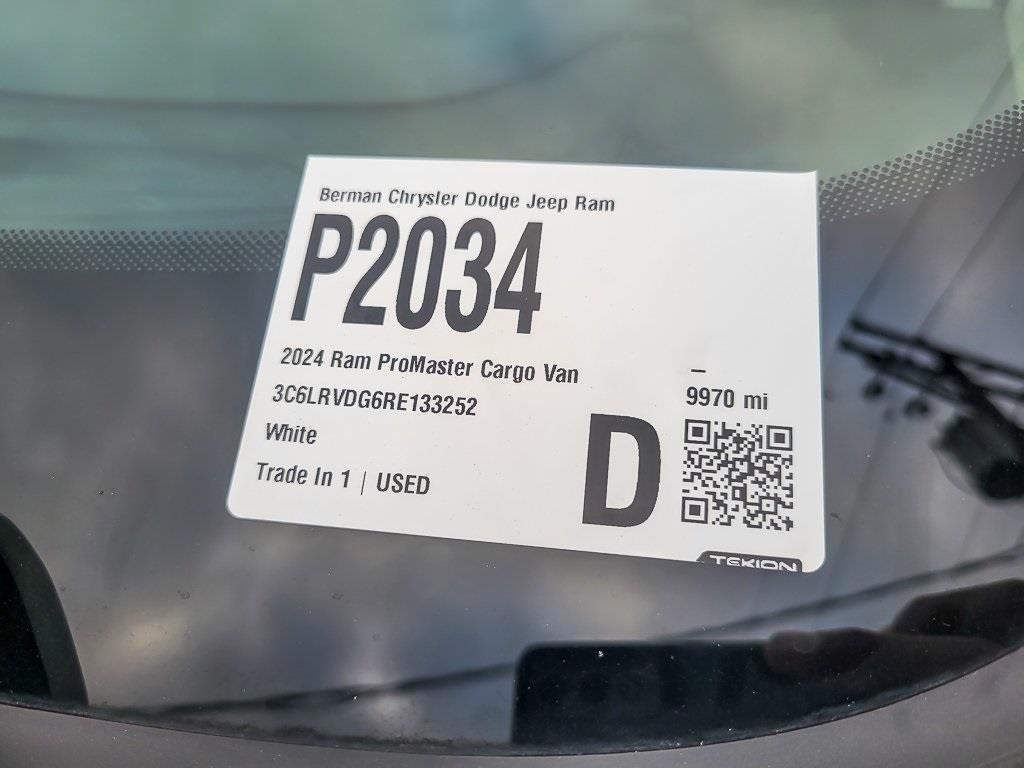 Berman Chrysler Dodge Jeep Ram
P2034
2024 Ram ProMaster Cargo Van
3C6LRVDG6RE133252
White
Trade In 1 | USED
–
9970 mi
D
TEKION